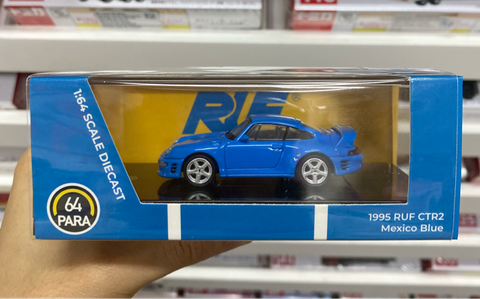 1:64 SCALE DIECAST
RUF
64
PARA
1995 RUF CTR2
Mexico Blue